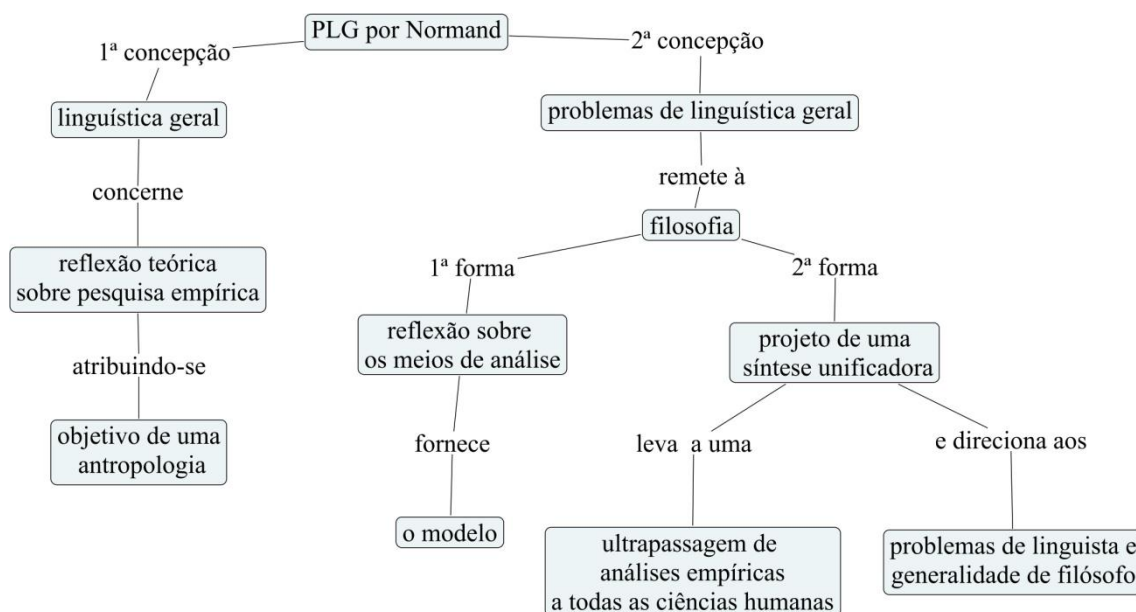 PLG por Normand
1ª concepção
2ª concepção
linguística geral
problemas de linguística geral
concerne
remete à
filosofia
reflexão teórica
sobre pesquisa empírica
1ª forma
2ª forma
reflexão sobre
os meios de análise
projeto de uma
síntese unificadora
atribuindo-se
objetivo de uma
antropologia
fornece
leva a uma
e direciona aos
o modelo
ultrapassagem de
análises empíricas
a todas as ciências humanas
problemas de linguista e
generalidade de filósofo